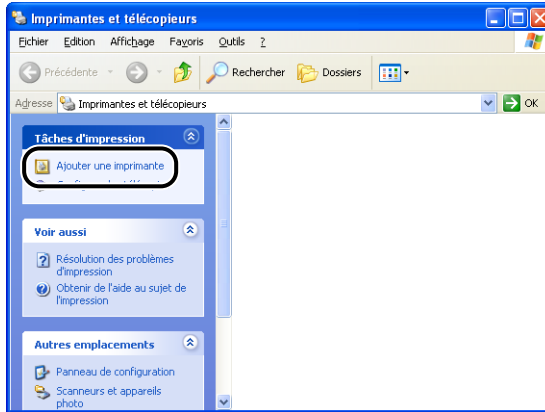 Imprimantes et télécopieurs
Fichier Edition Affichage Favoris Outils ?
Précédente Rechercher Dossiers
Adresse Imprimantes et télécopieurs OK
Tâches d'impression
Ajouter une imprimante
Voir aussi
Résolution des problèmes
d'impression
Obtenir de l'aide au sujet de
l'impression
Autres emplacements
Panneau de configuration
Scanneurs et appareils
photo